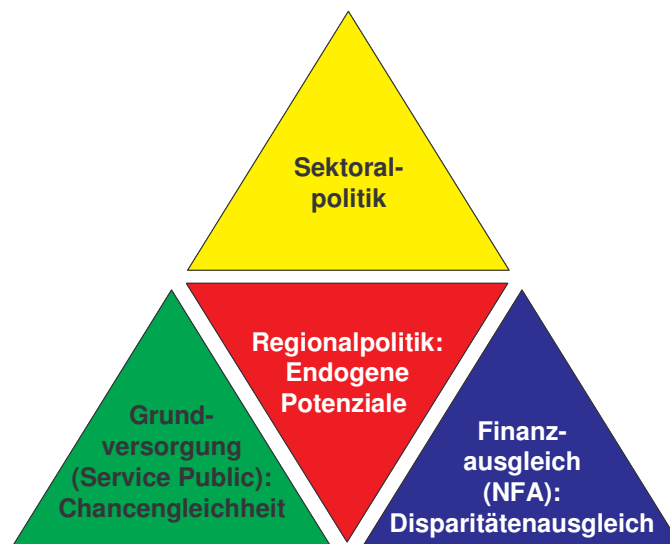 Sektoral-
politik
Regionalpolitik:
Endogene
Potenziale
Grund-
versorgung
(Service Public):
Chancengleichheit
Finanz-
ausgleich
(NFA):
Disparitätenausgleich